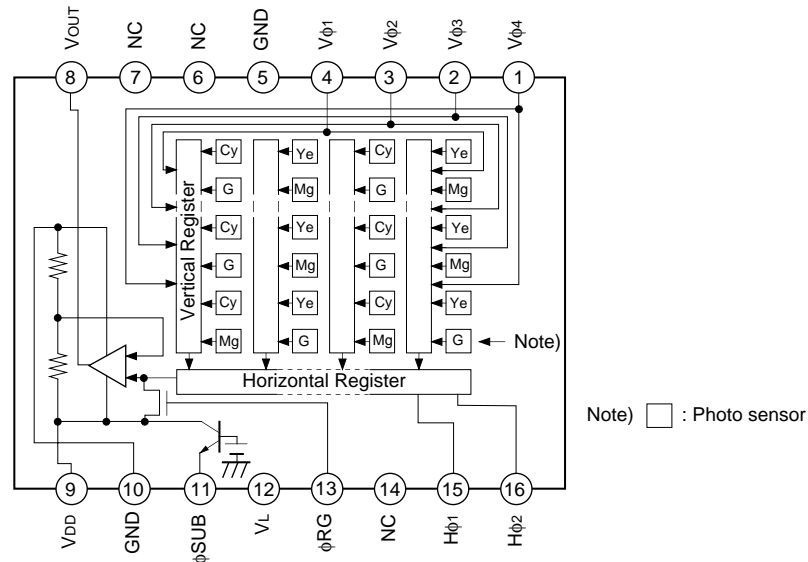 VOUT NC NC GND Vϕ1 Vϕ2 Vϕ3 Vϕ4
8 7 6 5 4 3 2 1
Cy Ye Cy Ye
G Mg G Mg
Cy Ye Cy Ye
G Mg G Mg
Cy Ye Cy Ye
Mg G Mg G
Vertical Register
Note)
Horizontal Register
Note) : Photo sensor
9 10 11 12 13 14 15 16
VDD GND ϕSUB VL ϕRG NC Hϕ1 Hϕ2